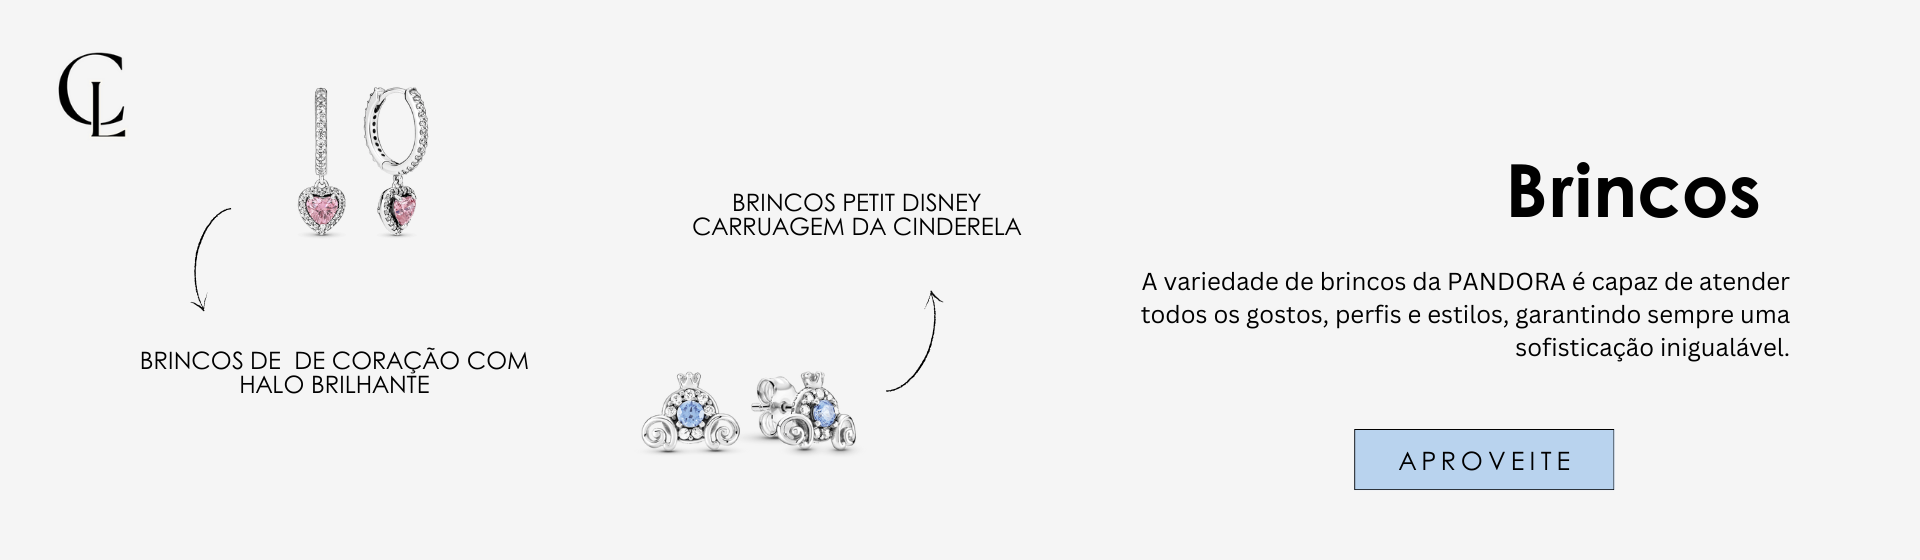 CL
BRINCOS DE  DE CORAÇÃO COM
HALO BRILHANTE
BRINCOS PETIT DISNEY
CARRUAGEM DA CINDERELA
Brincos
A variedade de brincos da PANDORA é capaz de atender
todos os gostos, perfis e estilos, garantindo sempre uma
sofisticação inigualável.
APROVEITE